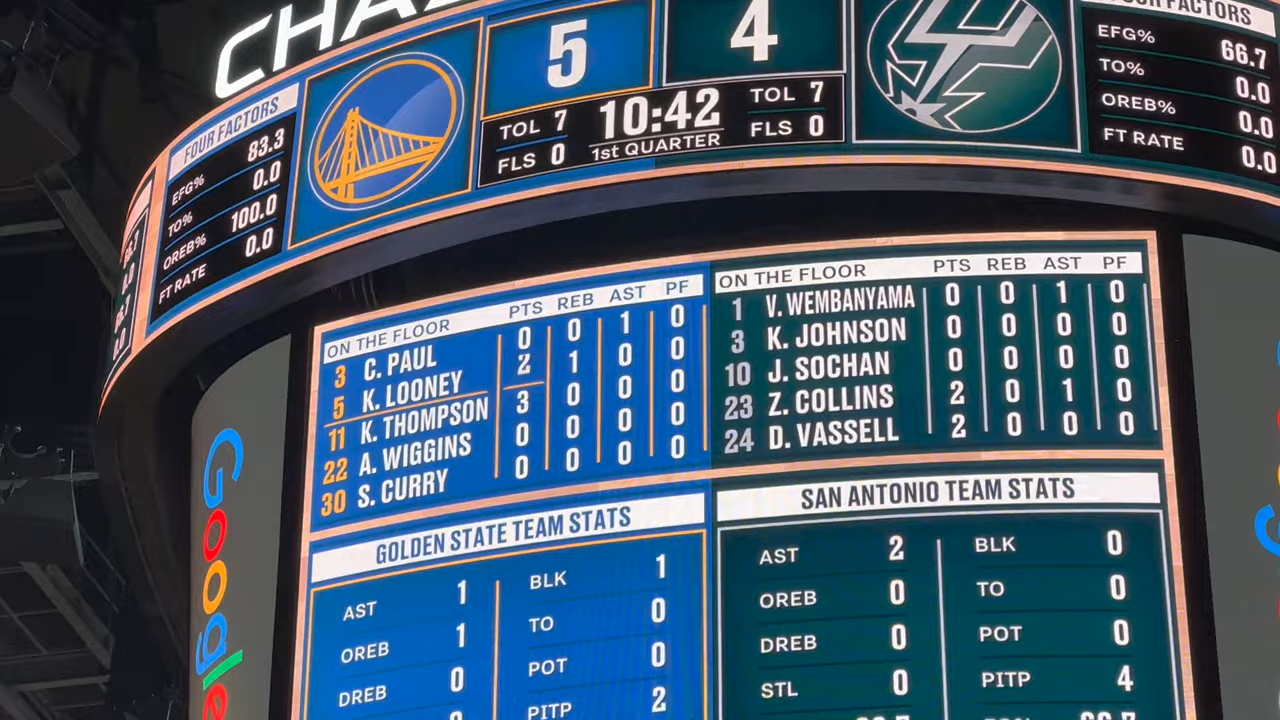 CHA
FOUR FACTORS
EFG% 83.3
TO% 0.0
OREB% 100.0
FT RATE 0.0
5
4
TOL 7
FLS 0
10:42
1st QUARTER
TOL 7
FLS 0
FOUR FACTORS
EFG% 66.7
TO% 0.0
OREB% 0.0
FT RATE 0.0
ON THE FLOOR PTS REB AST PF
3 C. PAUL 0 0 1 0
5 K. LOONEY 2 1 0 0
11 K. THOMPSON 3 0 0 0
22 A. WIGGINS 0 0 0 0
30 S. CURRY 0 0 0 0
ON THE FLOOR PTS REB AST PF
1 V. WEMBANYAMA 0 0 1 0
3 K. JOHNSON 0 0 0 0
10 J. SOCHAN 0 0 0 0
23 Z. COLLINS 2 0 1 0
24 D. VASSELL 2 0 0 0
GOLDEN STATE TEAM STATS
AST 1 BLK 1
OREB 1 TO 0
DREB 0 POT 0
PITP 2
SAN ANTONIO TEAM STATS
AST 2 BLK 0
OREB 0 TO 0
DREB 0 POT 0
STL 0 PITP 4
Google